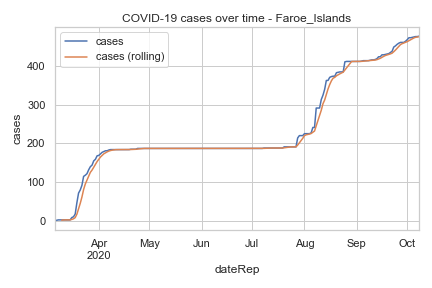 COVID-19 cases over time - Faroe_Islands
cases
cases (rolling)
cases
400
300
200
100
0
Apr
2020
May
Jun
Jul
Aug
Sep
Oct
dateRep